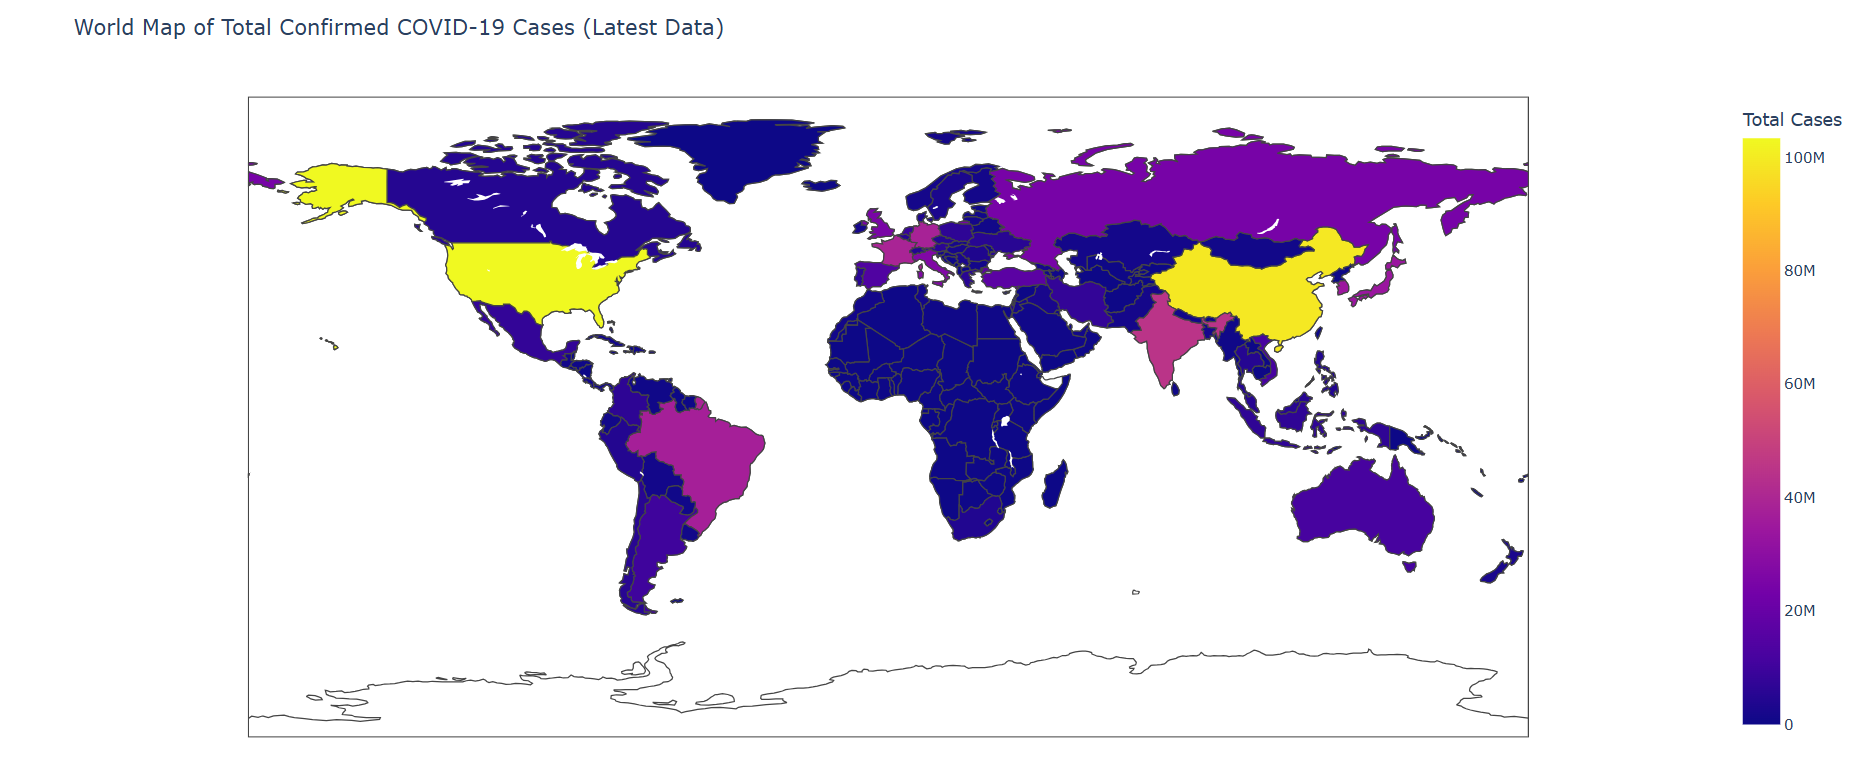 World Map of Total Confirmed COVID-19 Cases (Latest Data)
Total Cases
100M
80M
60M
40M
20M
0